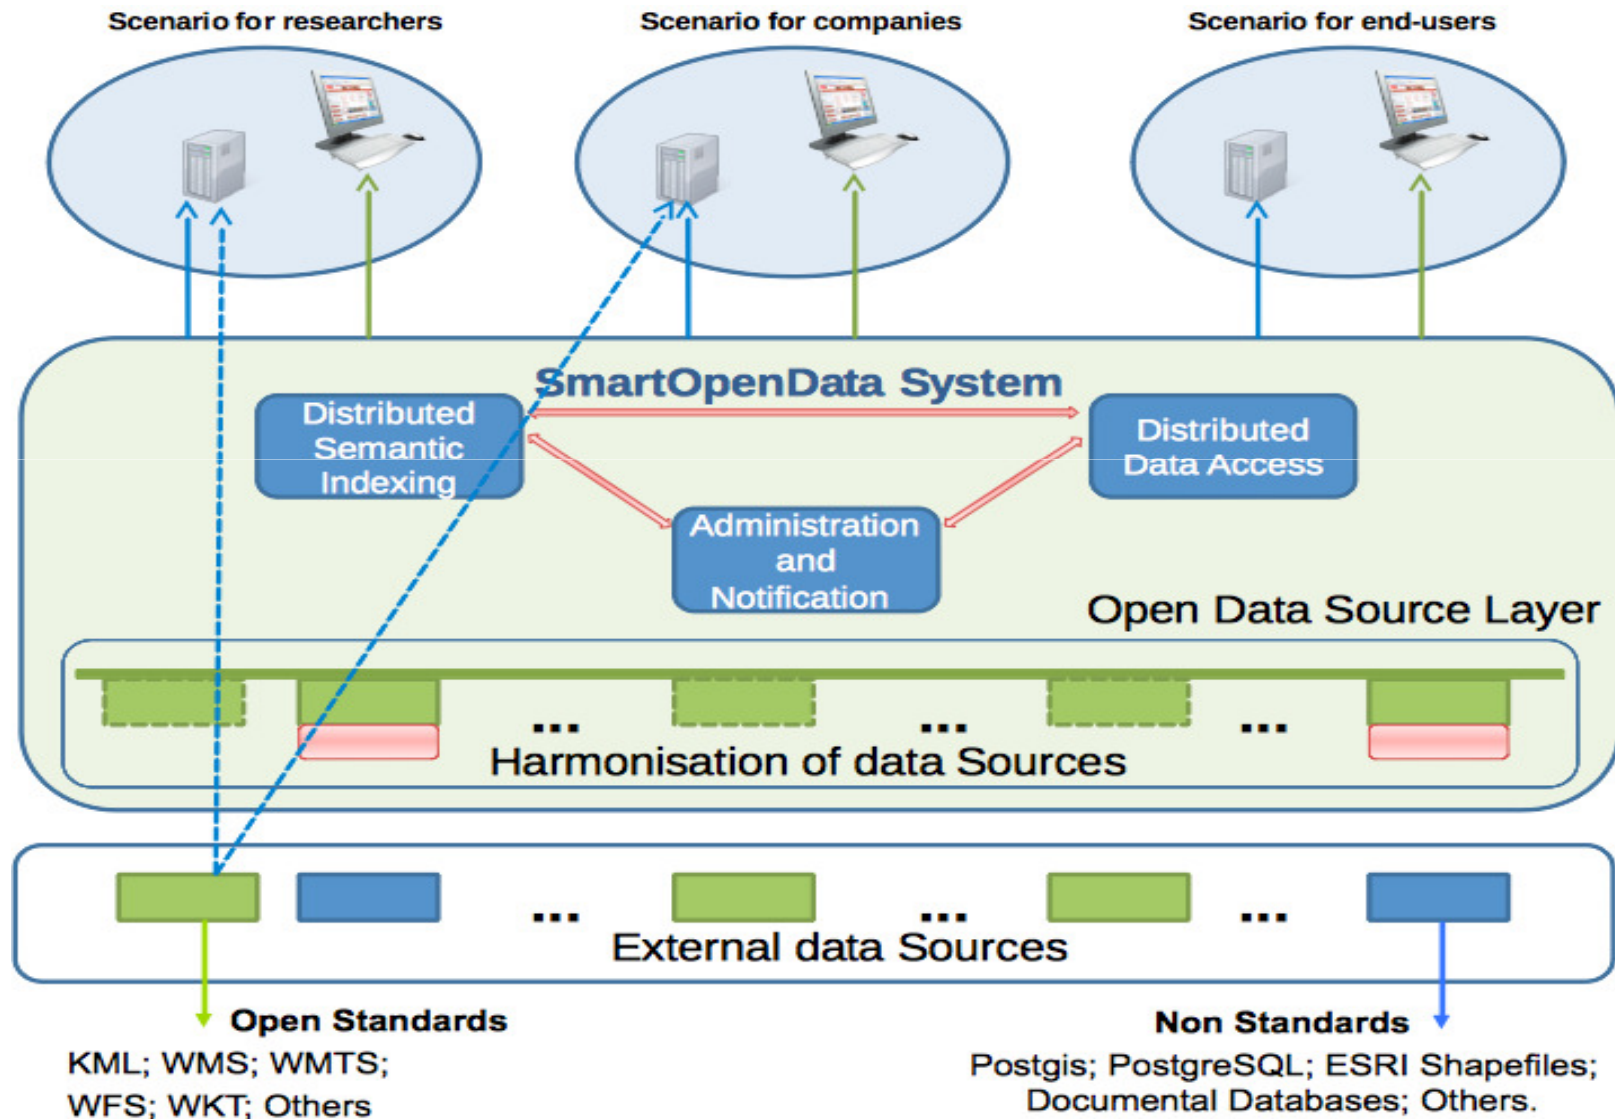 Scenario for researchers
Scenario for companies
Scenario for end-users
SmartOpenData System
Distributed
Semantic
Indexing
Distributed
Data Access
Administration
and
Notification
Open Data Source Layer
...
...
...
Harmonisation of data Sources
...
...
...
External data Sources
Open Standards
KML; WMS; WMTS;
WFS; WKT; Others
Non Standards
Postgis; PostgreSQL; ESRI Shapefiles;
Documental Databases; Others.